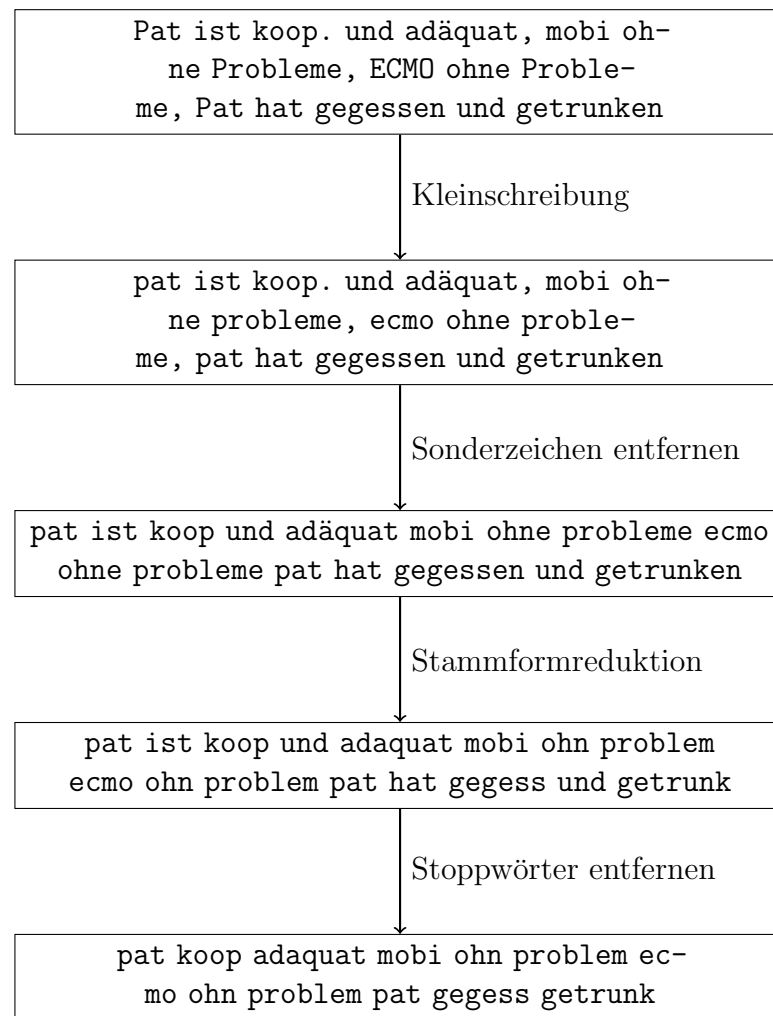 Pat ist koop. und adäquat, mobi oh-
ne Probleme, ECMO ohne Proble-
me, Pat hat gegessen und getrunken
Kleinschreibung
pat ist koop. und adäquat, mobi oh-
ne probleme, ecmo ohne proble-
me, pat hat gegessen und getrunken
Sonderzeichen entfernen
pat ist koop und adäquat mobi ohne probleme ecmo
ohne probleme pat hat gegessen und getrunken
Stammformreduktion
pat ist koop und adaquat mobi ohn problem
ecmo ohn problem pat hat gegess und getrunk
Stoppwörter entfernen
pat koop adaquat mobi ohn problem ec-
mo ohn problem pat gegess getrunk